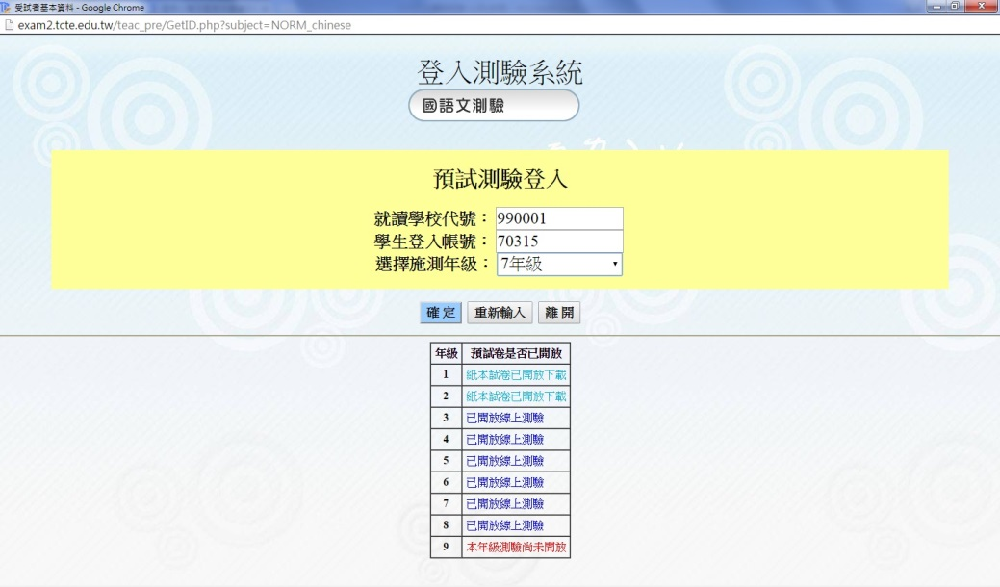 受試者基本資料 - Google Chrome
exam2.tcte.edu.tw/teac_pre/GetID.php?subject=NORM_chinese
登入測驗系統
國語文測驗
預試測驗登入
就讀學校代號： 990001
學生登入帳號： 70315
選擇施測年級： 7年級
確定 重新輸入 離開
年級 預試卷是否已開放
1 紙本試卷已開放下載
2 紙本試卷已開放下載
3 已開放線上測驗
4 已開放線上測驗
5 已開放線上測驗
6 已開放線上測驗
7 已開放線上測驗
8 已開放線上測驗
9 本年級測驗尚未開放